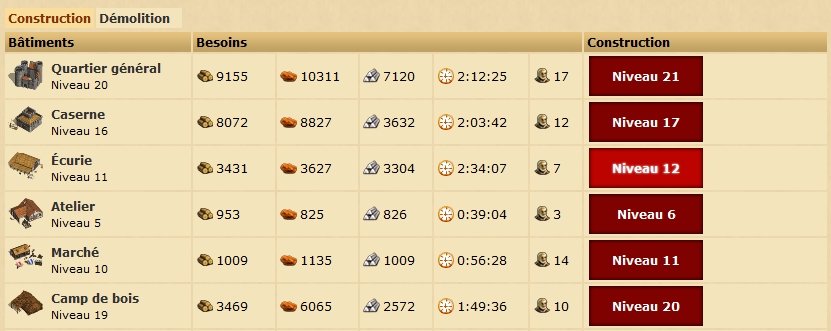 Construction Démolition
Bâtiments Besoins Construction
Quartier général
Niveau 20
9155 10311 7120 2:12:25 17 Niveau 21
Caserne
Niveau 16
8072 8827 3632 2:03:42 12 Niveau 17
Écurie
Niveau 11
3431 3627 3304 2:34:07 7 Niveau 12
Atelier
Niveau 5
953 825 826 0:39:04 3 Niveau 6
Marché
Niveau 10
1009 1135 1009 0:56:28 14 Niveau 11
Camp de bois
Niveau 19
3469 6065 2572 1:49:36 10 Niveau 20